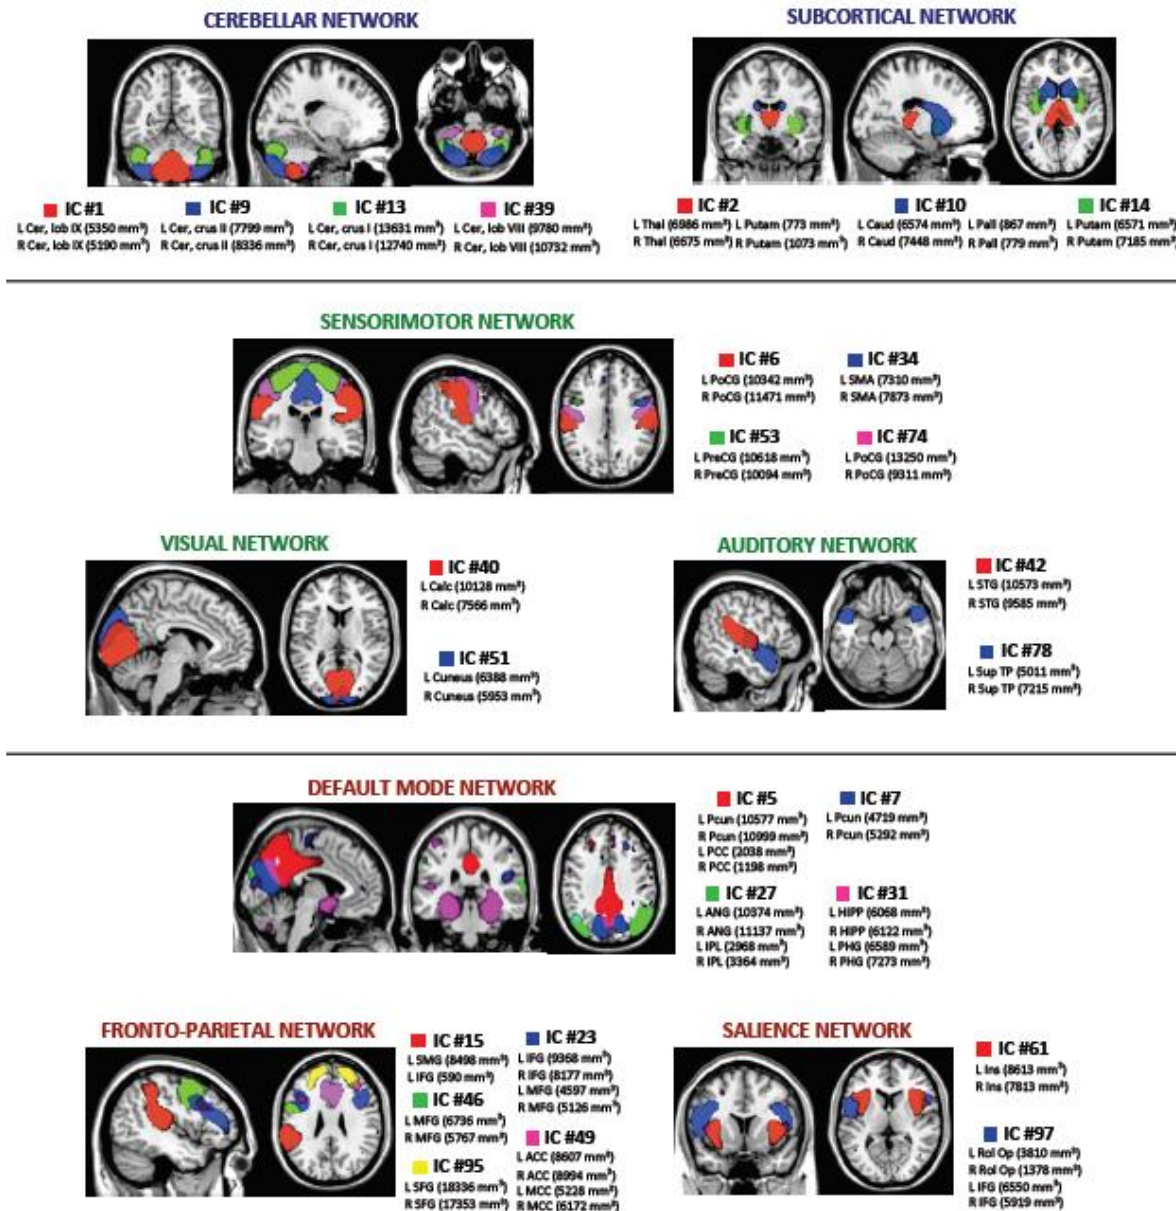 CEREBELLAR NETWORK
IC #1
L Cer, lob IX (5350 mm³)
R Cer, lob IX (5190 mm³)
IC #9
L Cer, crus II (7799 mm³)
R Cer, crus II (8336 mm³)
IC #13
L Cer, crus I (13631 mm³)
R Cer, crus I (12740 mm³)
IC #39
L Cer, lob VIII (9780 mm³)
R Cer, lob VIII (10732 mm³)
SUBCORTICAL NETWORK
IC #2
L Thal (6986 mm³) L Putam (773 mm³)
R Thal (6675 mm³) R Putam (1073 mm³)
IC #10
L Caud (6574 mm³) L Pall (867 mm³)
R Caud (7448 mm³) R Pall (779 mm³)
IC #14
L Putam (6571 mm³)
R Putam (7185 mm³)
SENSORIMOTOR NETWORK
IC #6
L PoCG (10342 mm³)
R PoCG (11471 mm³)
IC #34
L SMA (7310 mm³)
R SMA (7873 mm³)
IC #53
L PreCG (10618 mm³)
R PreCG (10094 mm³)
IC #74
L PoCG (13250 mm³)
R PoCG (9311 mm³)
VISUAL NETWORK
IC #40
L Calc (10128 mm³)
R Calc (7566 mm³)
IC #51
L Cuneus (6388 mm³)
R Cuneus (5953 mm³)
AUDITORY NETWORK
IC #42
L STG (10573 mm³)
R STG (9585 mm³)
IC #78
L Sup TP (5011 mm³)
R Sup TP (7215 mm³)
DEFAULT MODE NETWORK
IC #5
L Pcun (10577 mm³)
R Pcun (10999 mm³)
L PCC (2038 mm³)
R PCC (1198 mm³)
IC #7
L Pcun (4719 mm³)
R Pcun (5292 mm³)
IC #27
L ANG (10374 mm³)
R ANG (11137 mm³)
L IPL (2968 mm³)
R IPL (3364 mm³)
IC #31
L HIPP (6068 mm³)
R HIPP (6122 mm³)
L PHG (6589 mm³)
R PHG (7273 mm³)
FRONTO-PARIETAL NETWORK
IC #15
L SMG (8498 mm³)
L IFG (590 mm³)
IC #23
L IFG (9368 mm³)
R IFG (8177 mm³)
L MFG (4597 mm³)
R MFG (5126 mm³)
IC #46
L MFG (6736 mm³)
R MFG (5767 mm³)
IC #49
L ACC (8607 mm³)
R ACC (8994 mm³)
L MCC (5228 mm³)
R MCC (6172 mm³)
IC #95
L SFG (18336 mm³)
R SFG (17353 mm³)
SALIENCE NETWORK
IC #61
L Ins (8613 mm³)
R Ins (7813 mm³)
IC #97
L Rol Op (3810 mm³)
R Rol Op (1378 mm³)
L IFG (6550 mm³)
R IFG (5919 mm³)